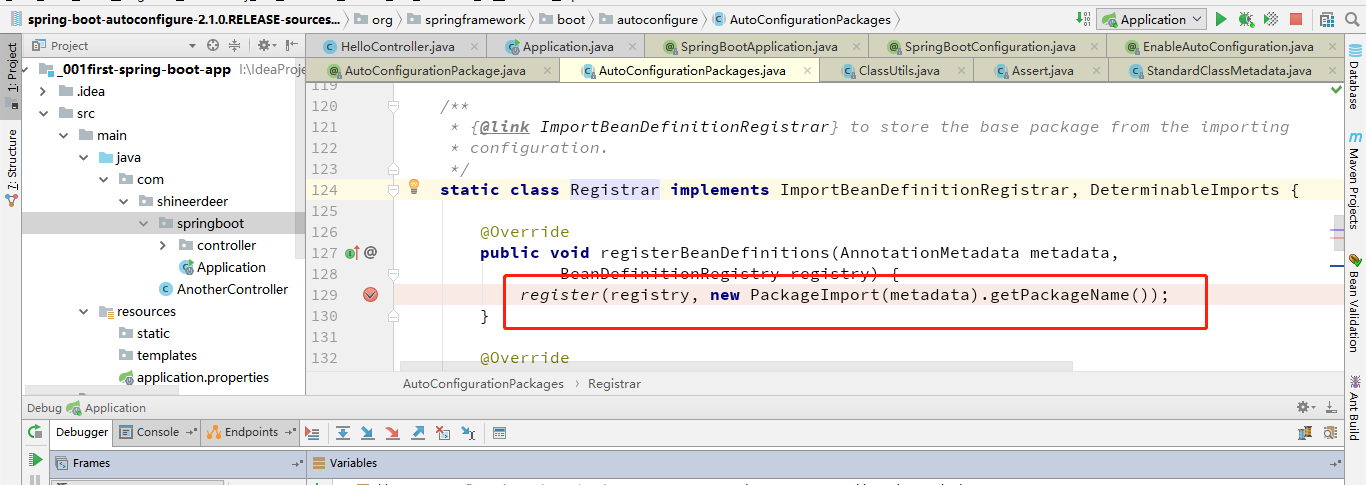 spring-boot-autoconfigure-2.1.0.RELEASE-sources... org springframework boot autoconfigure AutoConfigurationPackages Application
Project HelloController.java Application.java SpringBootApplication.java SpringBootConfiguration.java EnableAutoConfiguration.java
AutoConfigurationPackage.java AutoConfigurationPackages.java ClassUtils.java Assert.java StandardClassMetadata.java
1: Project
7: Structure
_001first-spring-boot-app I:\IdeaProje
.idea
src
main
java
com
shineerdeer
springboot
controller
Application
AnotherController
resources
static
templates
application.properties
119
120 /**
121 * {@link ImportBeanDefinitionRegistrar} to store the base package from the importing
122 * configuration.
123 */
124 static class Registrar implements ImportBeanDefinitionRegistrar, DeterminableImports {
125
126 @Override
127 public void registerBeanDefinitions(AnnotationMetadata metadata,
128 BeanDefinitionRegistry registry) {
129 register(registry, new PackageImport(metadata).getPackageName());
130 }
131
132 @Override
AutoConfigurationPackages › Registrar
Database
Maven Projects
Bean Validation
Ant Build
Debug Application
Debugger Console Endpoints
Frames Variables